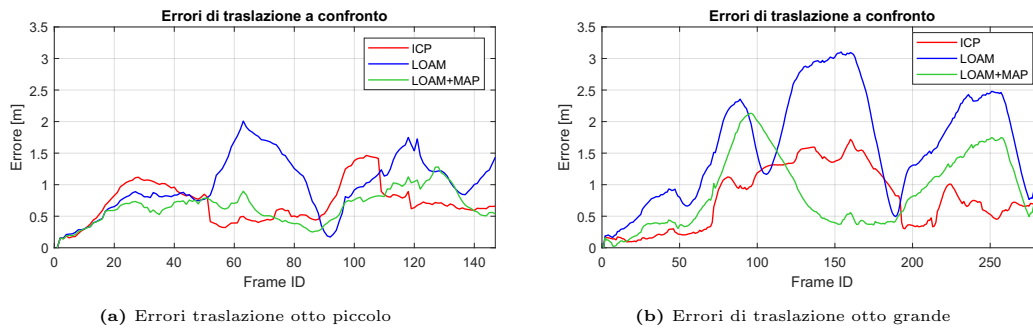 Errori di traslazione a confronto
3.5
3
2.5
2
1.5
1
0.5
0
Errore [m]
ICP
LOAM
LOAM+MAP
0 20 40 60 80 100 120 140
Frame ID
(a) Errori traslazione otto piccolo
Errori di traslazione a confronto
3.5
3
2.5
2
1.5
1
0.5
0
Errore [m]
ICP
LOAM
LOAM+MAP
0 50 100 150 200 250
Frame ID
(b) Errori di traslazione otto grande